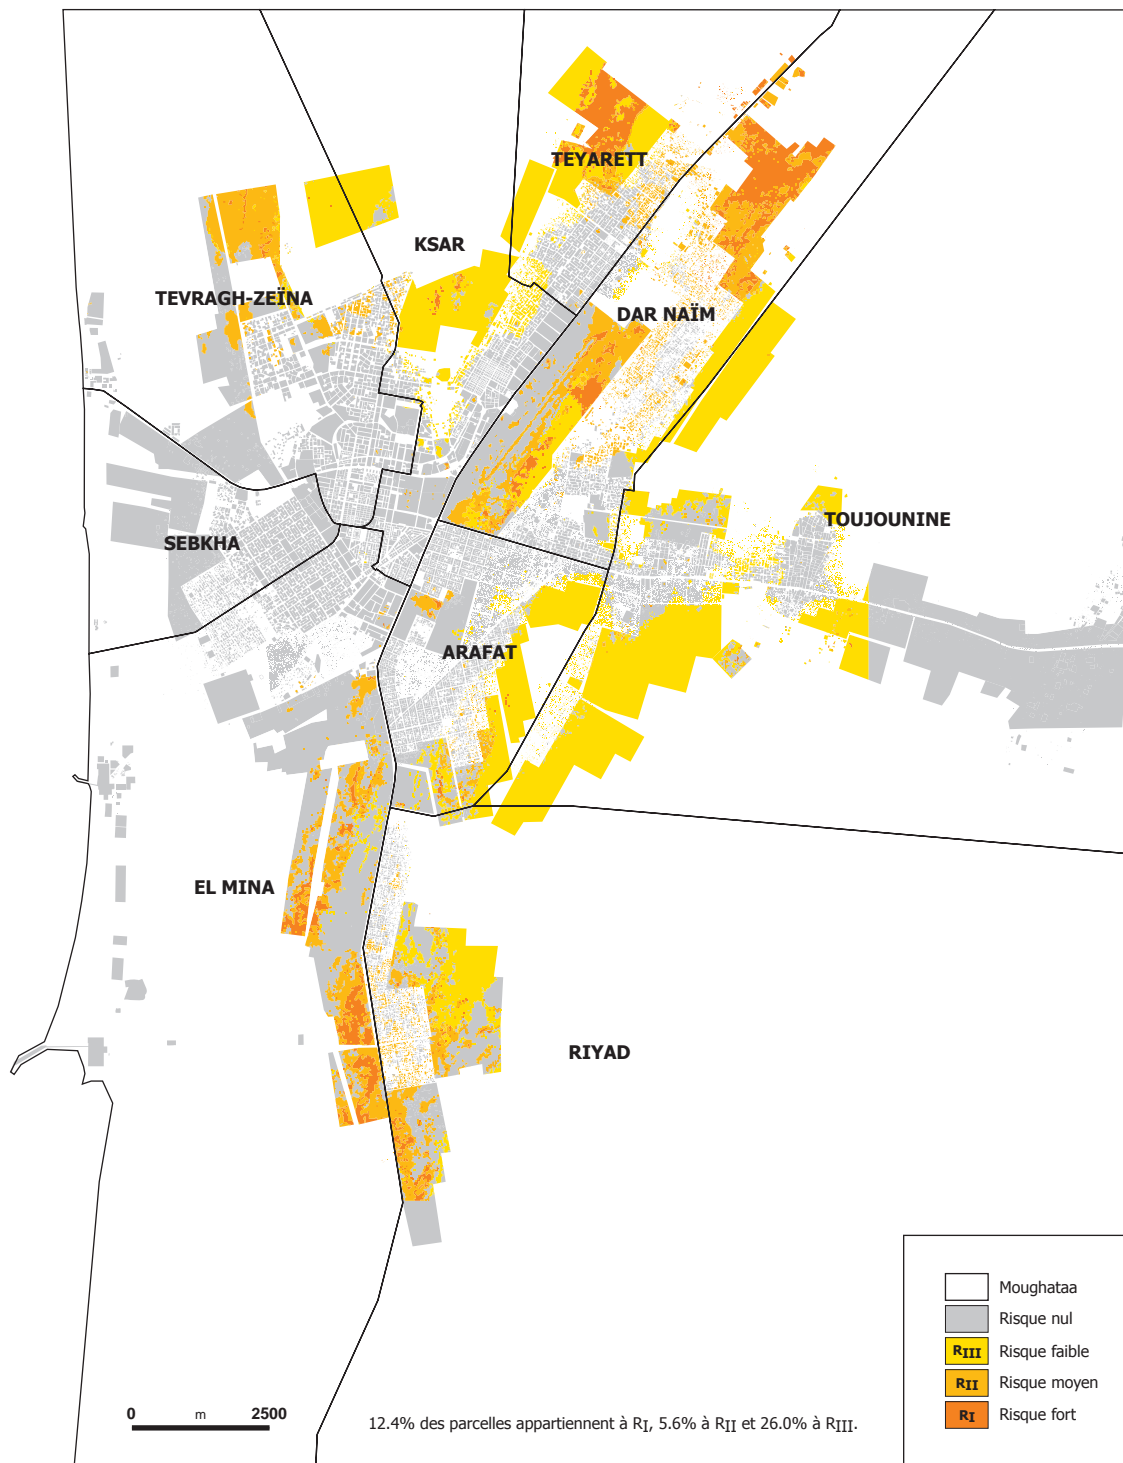 TEYARETT
KSAR
TEVRAGH-ZEÏNA
DAR NAÏM
TOUJOUNINE
SEBKHA
ARAFAT
EL MINA
RIYAD
Moughataa
Risque nul
RIII Risque faible
RII Risque moyen
RI Risque fort
0 m 2500
12.4% des parcelles appartiennent à RI, 5.6% à RII et 26.0% à RIII.